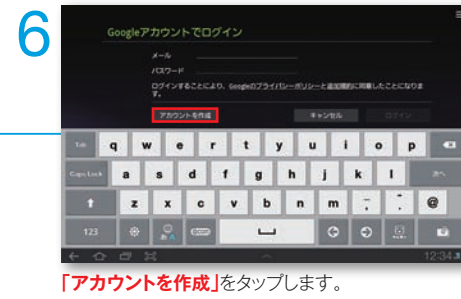 6
Googleアカウントでログイン
メール
パスワード
ログインすることにより、Googleのプライバシーポリシーと追加規約に同意したことになりま
す。
アカウントを作成 キャンセル ログイン
Tab q w e r t y u i o p
Caps Lock a s d f g h j k l 次へ
z x c v b n m @
123
12:34
「アカウントを作成」をタップします。